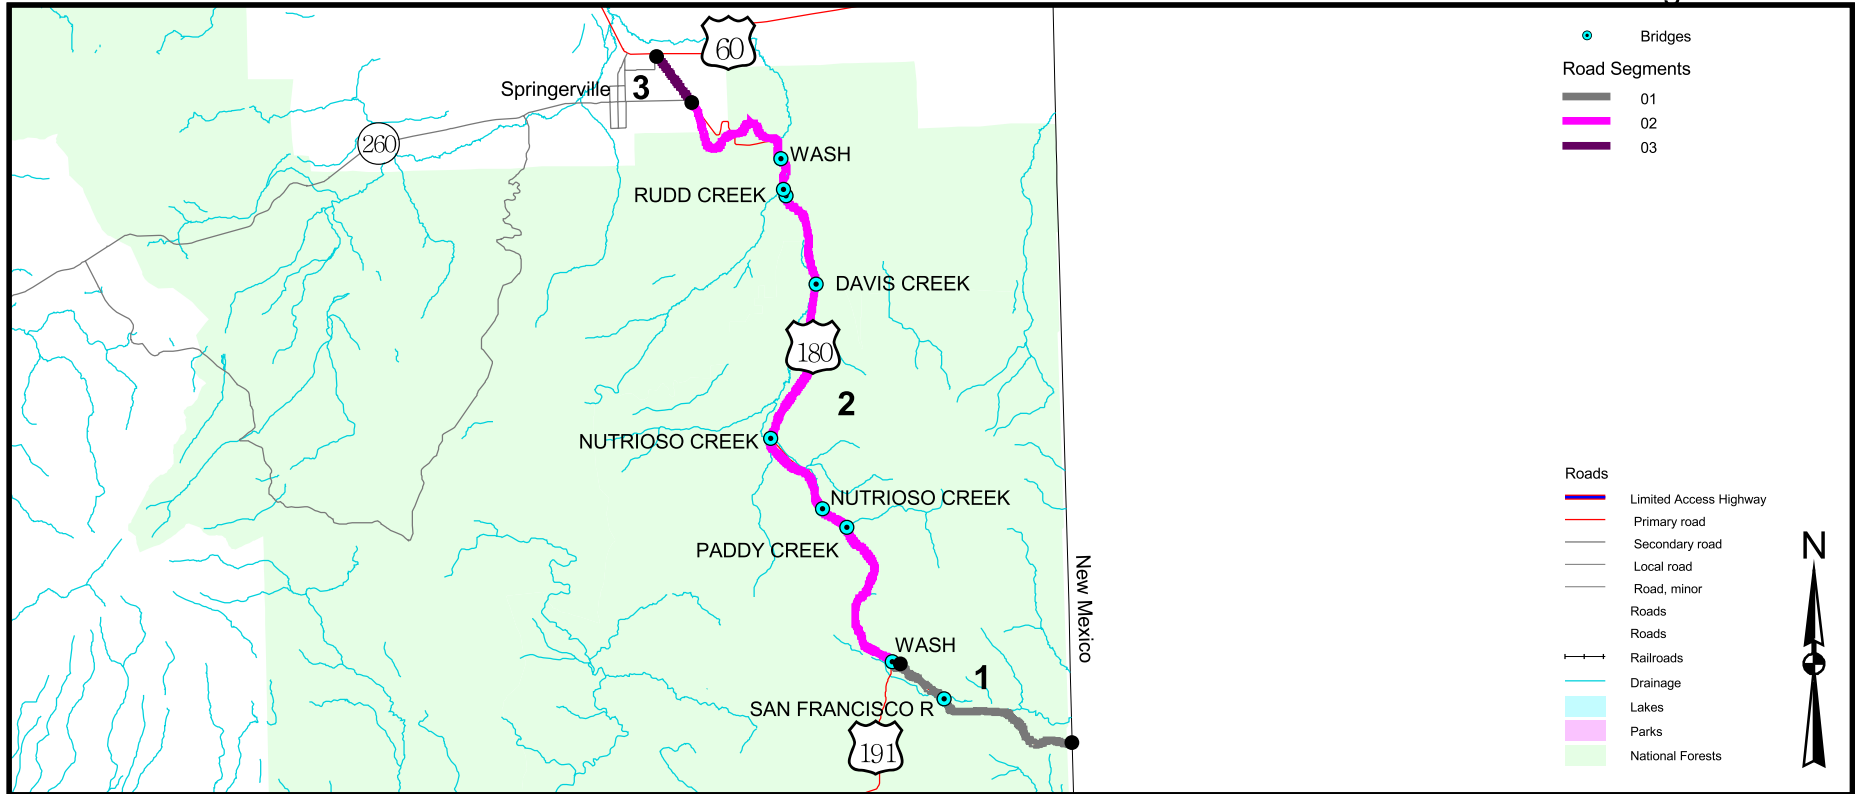 60
Springerville
3
260
WASH
RUDD CREEK
DAVIS CREEK
180
2
NUTRIOSO CREEK
NUTRIOSO CREEK
PADDY CREEK
New Mexico
WASH
1
SAN FRANCISCO R
191
Bridges
Road Segments
01
02
03
Roads
Limited Access Highway
Primary road
Secondary road
Local road
Road, minor
Roads
Roads
Railroads
Drainage
Lakes
Parks
National Forests
N